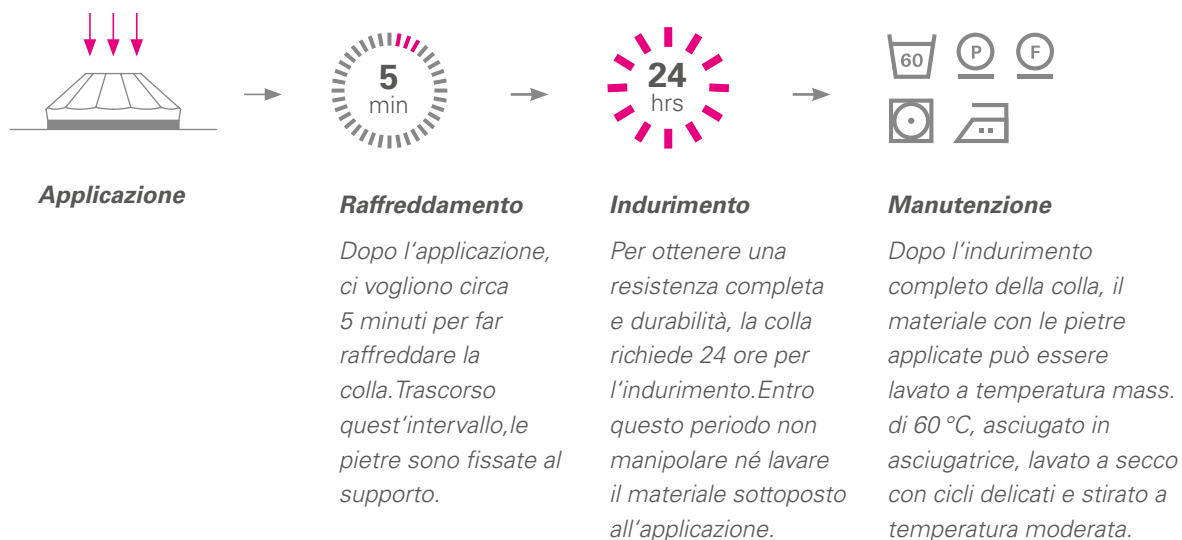 5
min
24
hrs
60
P
F
Applicazione
Raffreddamento
Dopo l‘applicazione,
ci vogliono circa
5 minuti per far
raffreddare la
colla.Trascorso
quest‘intervallo,le
pietre sono fissate al
supporto.
Indurimento
Per ottenere una
resistenza completa
e durabilità, la colla
richiede 24 ore per
l‘indurimento.Entro
questo periodo non
manipolare né lavare
il materiale sottoposto
all‘applicazione.
Manutenzione
Dopo l‘indurimento
completo della colla, il
materiale con le pietre
applicate può essere
lavato a temperatura mass.
di 60 °C, asciugato in
asciugatrice, lavato a secco
con cicli delicati e stirato a
temperatura moderata.